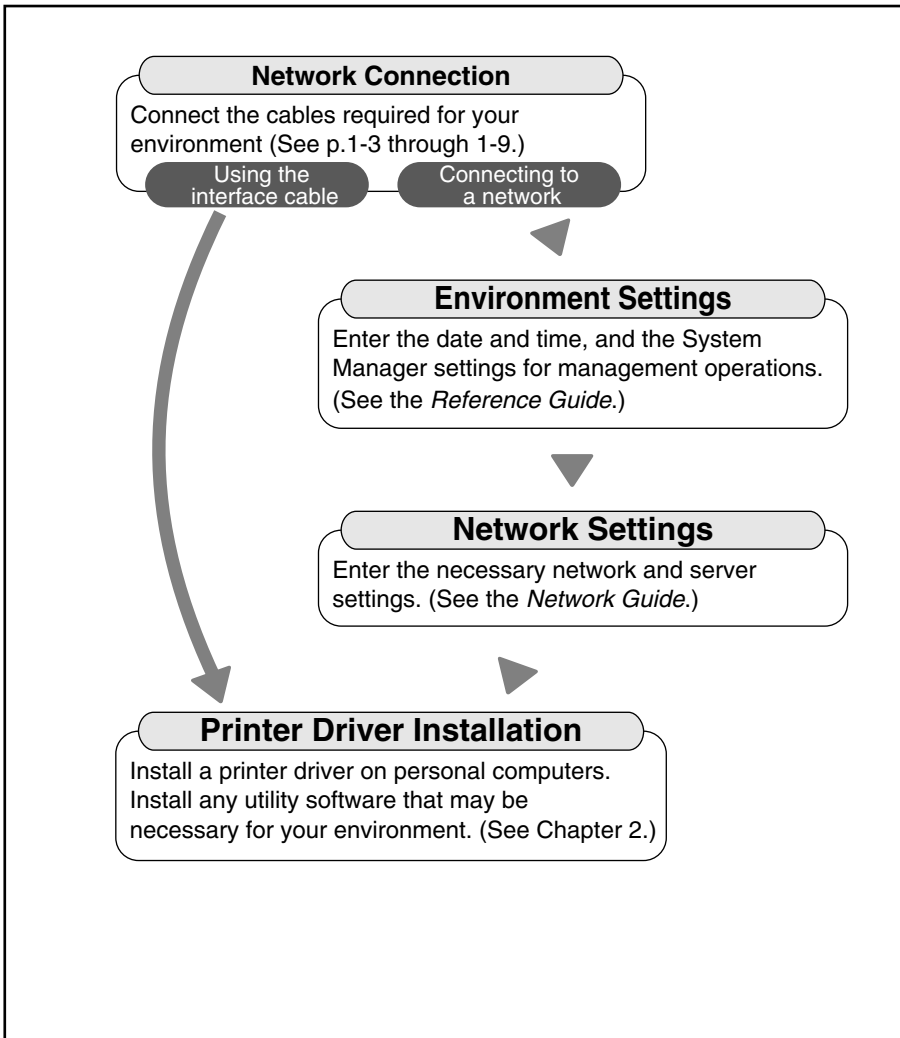 Network Connection
Connect the cables required for your
environment (See p.1-3 through 1-9.)
Using the
interface cable
Connecting to
a network
Environment Settings
Enter the date and time, and the System
Manager settings for management operations.
(See the Reference Guide.)
Network Settings
Enter the necessary network and server
settings. (See the Network Guide.)
Printer Driver Installation
Install a printer driver on personal computers.
Install any utility software that may be
necessary for your environment. (See Chapter 2.)